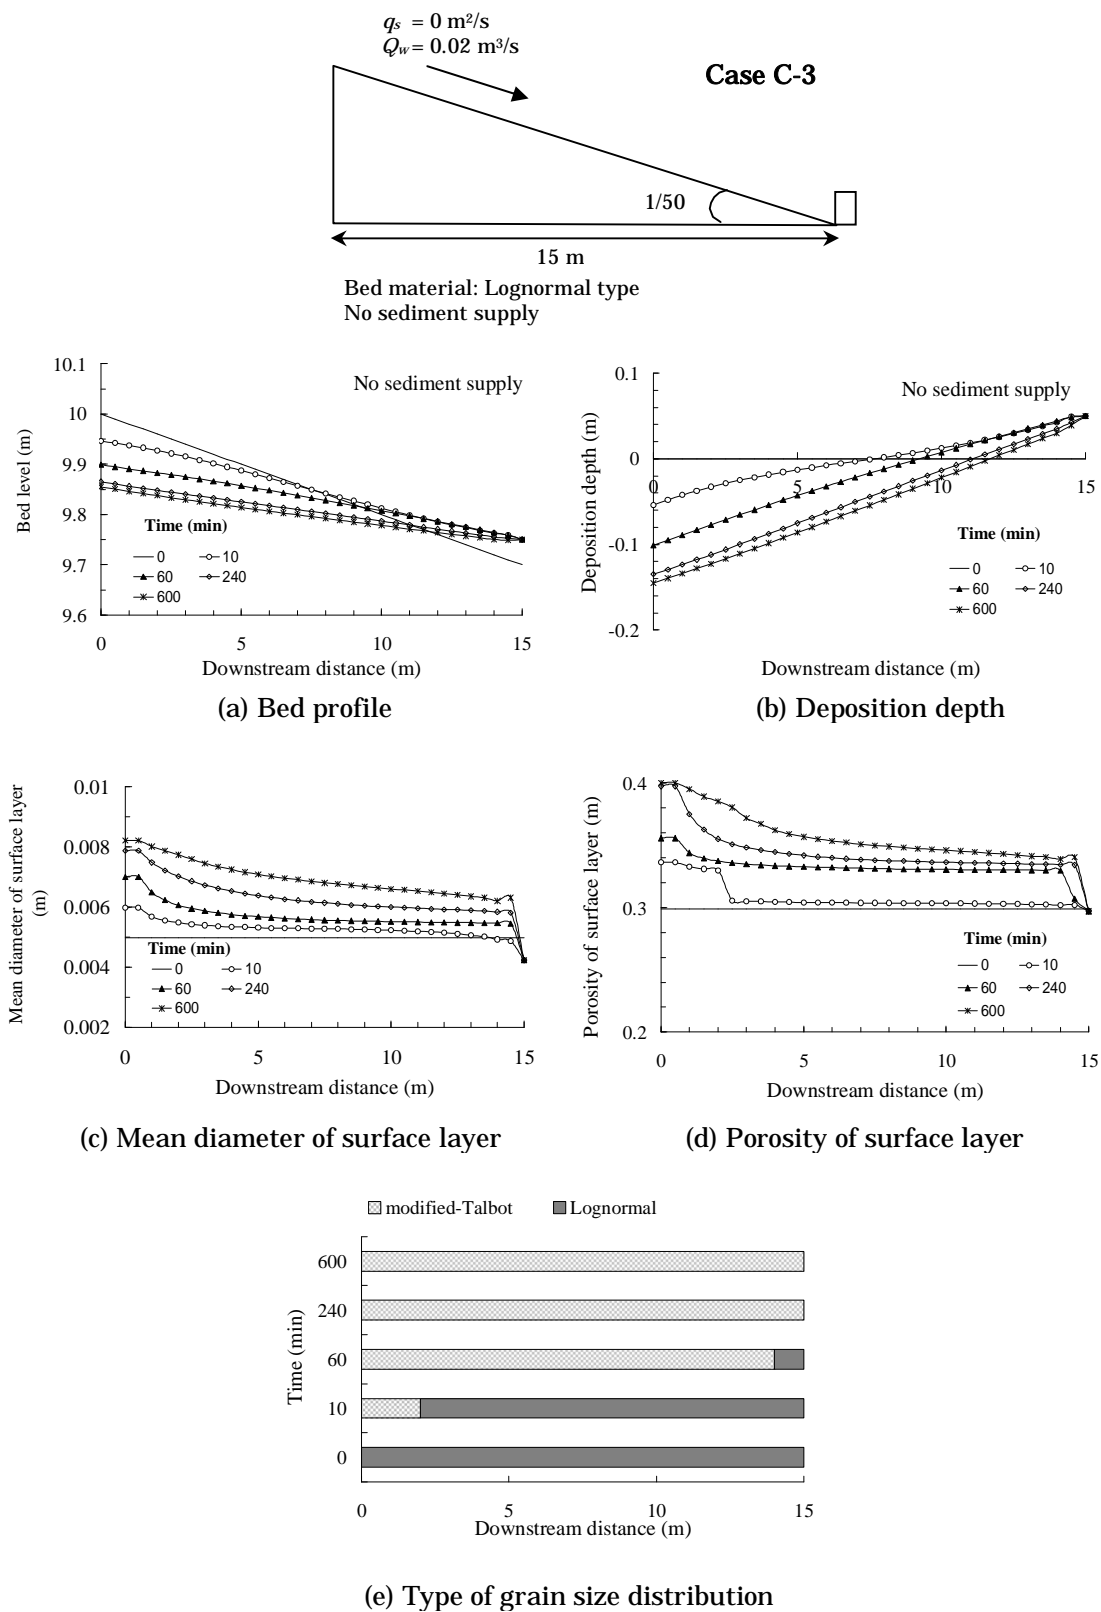 qs = 0 m²/s
Qw = 0.02 m³/s
Case C-3
1/50
15 m
Bed material: Lognormal type
No sediment supply
10.1
10
9.9
9.8
9.7
9.6
Bed level (m)
No sediment supply
Time (min)
0 10
60 240
600
0 5 10 15
Downstream distance (m)
(a) Bed profile
0.1
0
-0.1
-0.2
Deposition depth (m)
No sediment supply
0 5 10 15
Time (min)
0 10
60 240
600
Downstream distance (m)
(b) Deposition depth
0.01
0.008
0.006
0.004
0.002
Mean diameter of surface layer
(m)
Time (min)
0 10
60 240
600
0 5 10 15
Downstream distance (m)
(c) Mean diameter of surface layer
0.4
0.3
0.2
Porosity of surface layer (m)
Time (min)
0 10
60 240
600
0 5 10 15
Downstream distance (m)
(d) Porosity of surface layer
modified-Talbot Lognormal
600
240
60
10
0
Time (min)
0 5 10 15
Downstream distance (m)
(e) Type of grain size distribution